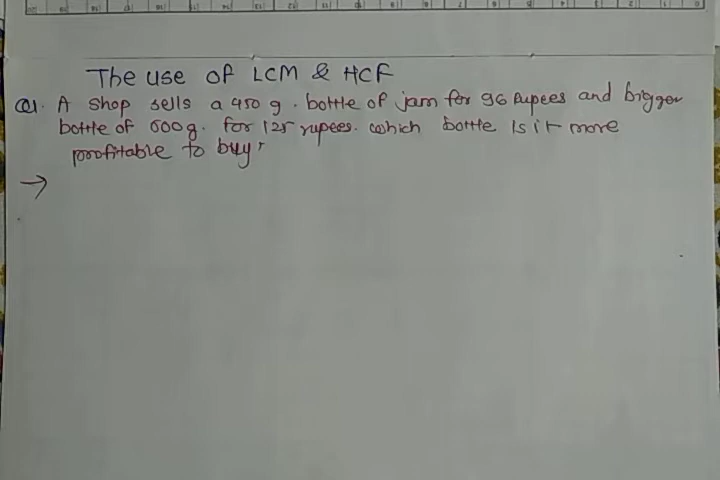 The use of LCM & HCF
Q1. A shop sells a 450 g. bottle of jam for 96 Rupees and bigger
bottle of 600g. for 125 rupees. which bottle is it more
profitable to buy?
→